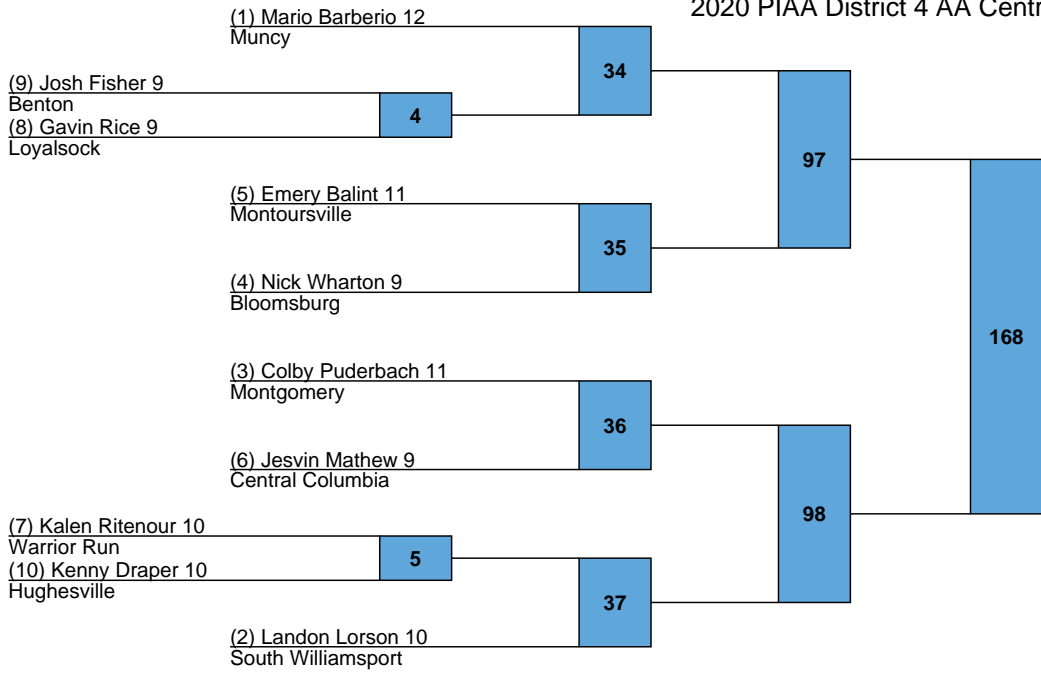 2020 PIAA District 4 AA Centr
(1) Mario Barberio 12
Muncy
34
(9) Josh Fisher 9
Benton
4
(8) Gavin Rice 9
Loyalsock
97
(5) Emery Balint 11
Montoursville
35
(4) Nick Wharton 9
Bloomsburg
168
(3) Colby Puderbach 11
Montgomery
36
(6) Jesvin Mathew 9
Central Columbia
98
(7) Kalen Ritenour 10
Warrior Run
5
(10) Kenny Draper 10
Hughesville
37
(2) Landon Lorson 10
South Williamsport